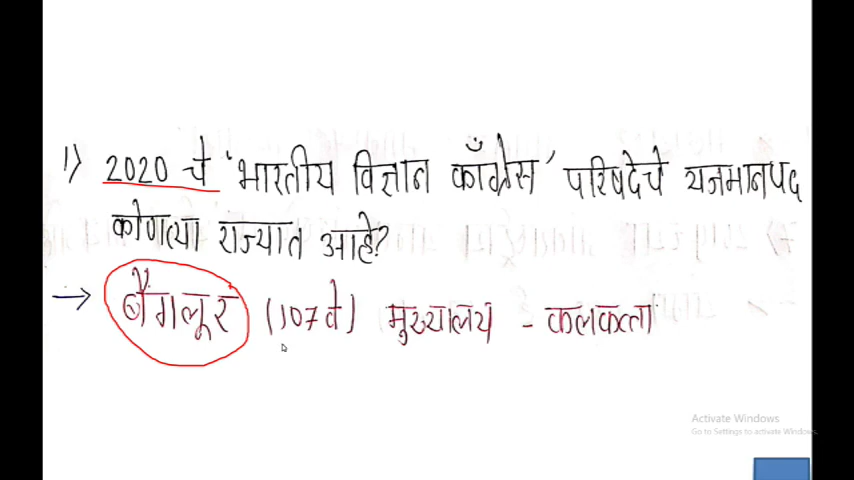 1) 2020 चे 'भारतीय विज्ञान काँग्रेस' परिषदेचे यजमानपद
कोणत्या राज्यात आहे?
→ बेंगलूर (107 वे) मुख्यालय - कलकत्ता
Activate Windows
Go to Settings to activate Windows.